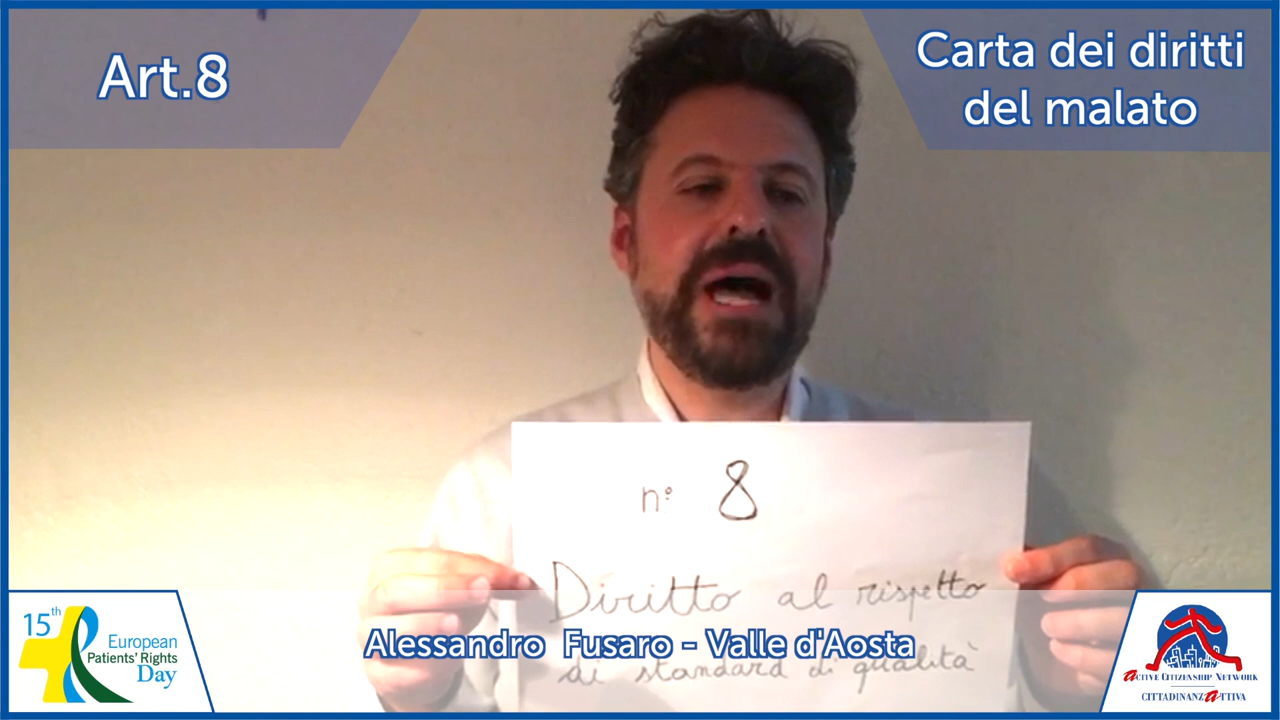 Art.8
Carta dei diritti
del malato
n° 8
Diritto al rispetto
ai standard di qualità
Alessandro Fusaro - Valle d'Aosta
15th
European
Patients' Rights
Day
ACTIVE CITIZENSHIP NETWORK
CITTADINANZATTIVA